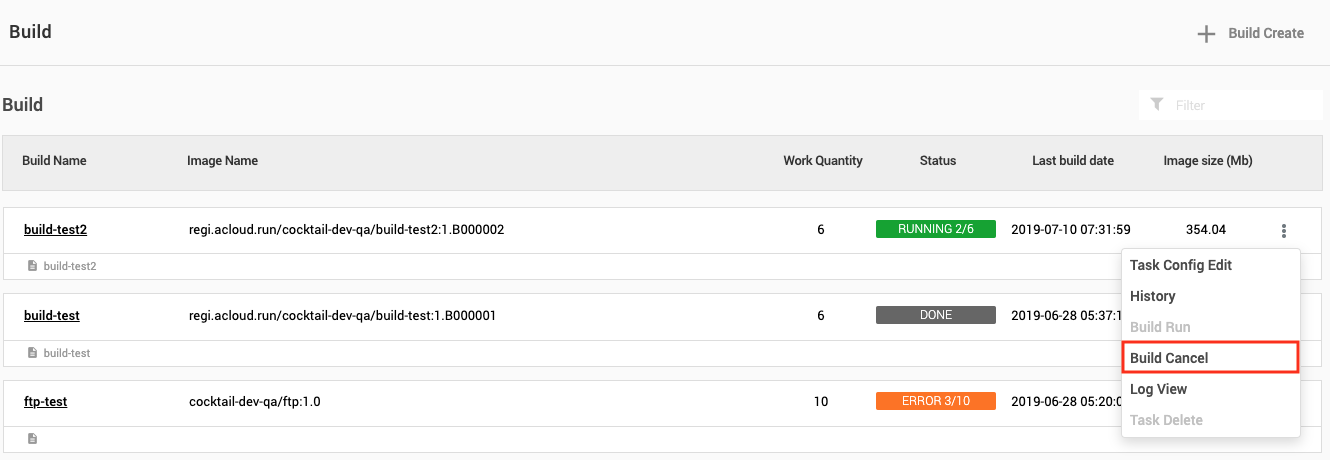 Build
Build Create
Build
Filter
Build Name Image Name Work Quantity Status Last build date Image size (Mb)
build-test2 regi.acloud.run/cocktail-dev-qa/build-test2:1.B000002 6 RUNNING 2/6 2019-07-10 07:31:59 354.04
build-test2
build-test regi.acloud.run/cocktail-dev-qa/build-test:1.B000001 6 DONE 2019-06-28 05:37:1
build-test
ftp-test cocktail-dev-qa/ftp:1.0 10 ERROR 3/10 2019-06-28 05:20:0
Task Config Edit
History
Build Run
Build Cancel
Log View
Task Delete